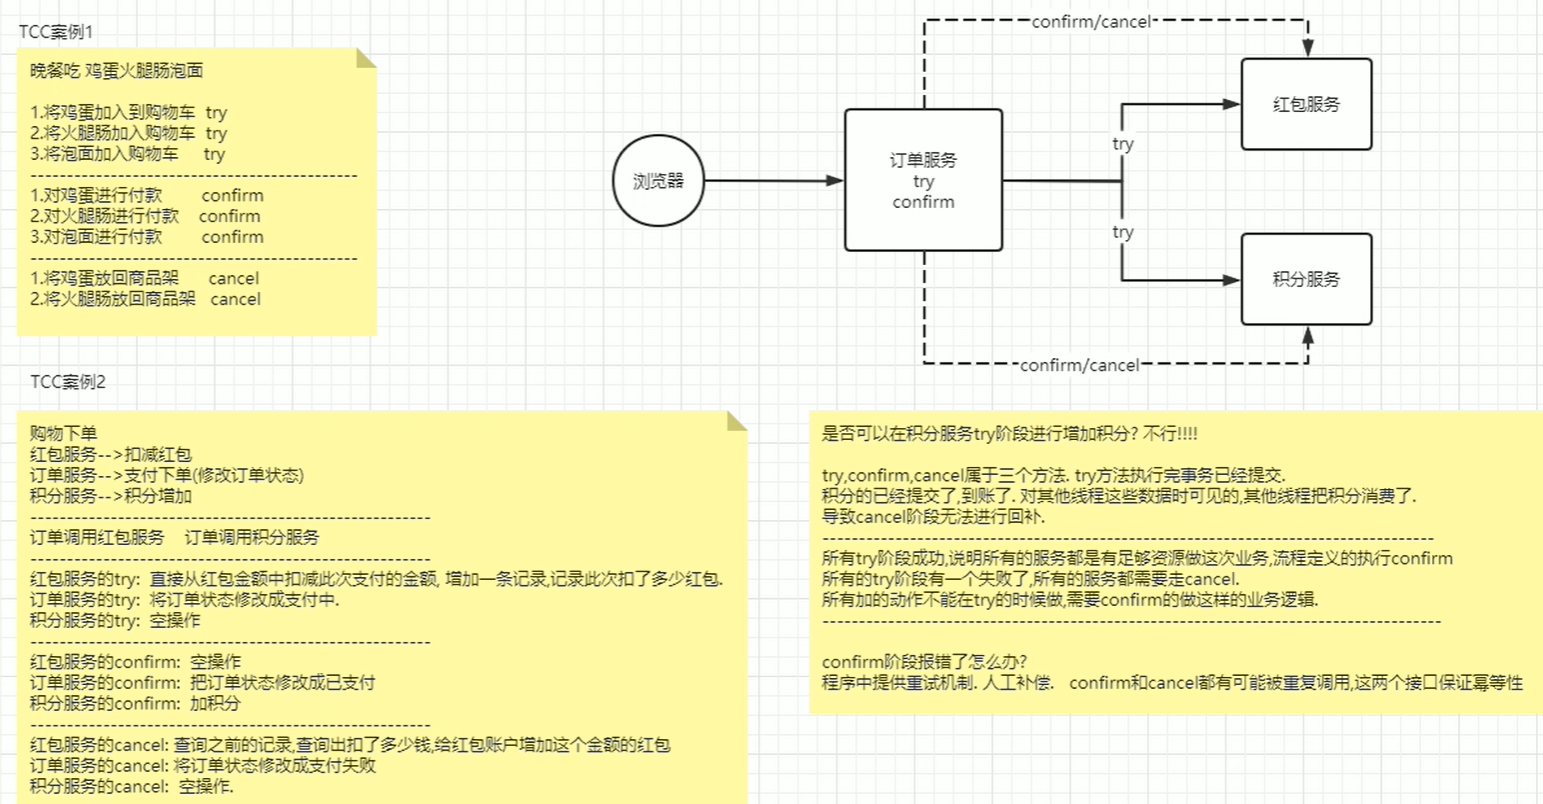 TCC案例1
晚餐吃 鸡蛋火腿肠泡面
1.将鸡蛋加入到购物车 try
2.将火腿肠加入购物车 try
3.将泡面加入购物车 try
--------------------------------------------
1.对鸡蛋进行付款 confirm
2.对火腿肠进行付款 confirm
3.对泡面进行付款 confirm
--------------------------------------------
1.将鸡蛋放回商品架 cancel
2.将火腿肠放回商品架 cancel
confirm/cancel
红包服务
try
浏览器
订单服务
try
confirm
try
积分服务
confirm/cancel
TCC案例2
购物下单
红包服务-->扣减红包
订单服务-->支付下单(修改订单状态)
积分服务-->积分增加
------------------------------------------------------
订单调用红包服务 订单调用积分服务
------------------------------------------------------
红包服务的try: 直接从红包金额中扣减此次支付的金额, 增加一条记录,记录此次扣了多少红包.
订单服务的try: 将订单状态修改成支付中.
积分服务的try: 空操作
------------------------------------------------------
红包服务的confirm: 空操作
订单服务的confirm: 把订单状态修改成已支付
积分服务的confirm: 加积分
------------------------------------------------------
红包服务的cancel: 查询之前的记录,查询出扣了多少钱,给红包账户增加这个金额的红包
订单服务的cancel: 将订单状态修改成支付失败
积分服务的cancel: 空操作.
是否可以在积分服务try阶段进行增加积分? 不行!!!!
try,confirm,cancel属于三个方法. try方法执行完事务已经提交.
积分的已经提交了,到账了. 对其他线程这些数据时可见的,其他线程把积分消费了.
导致cancel阶段无法进行回补.
------------------------------------------------------------------------------------
所有try阶段成功,说明所有的服务都是有足够资源做这次业务,流程定义的执行confirm
所有的try阶段有一个失败了,所有的服务都需要走cancel.
所有加的动作不能在try的时候做,需要confirm的做这样的业务逻辑.
-------------------------------------------------------------------------------------
confirm阶段报错了怎么办?
程序中提供重试机制. 人工补偿. confirm和cancel都有可能被重复调用,这两个接口保证幂等性